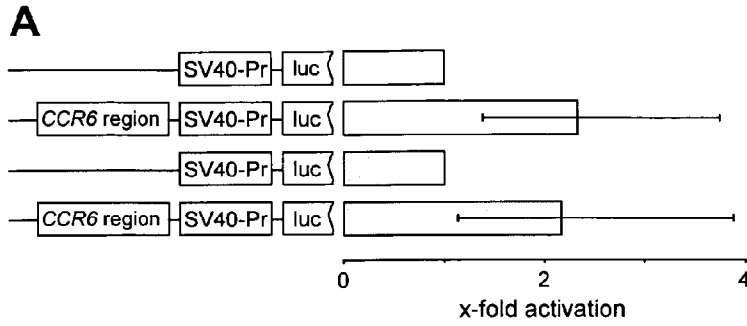 A
SV40-Pr luc
CCR6 region SV40-Pr luc
SV40-Pr luc
CCR6 region SV40-Pr luc
0 2 4
x-fold activation